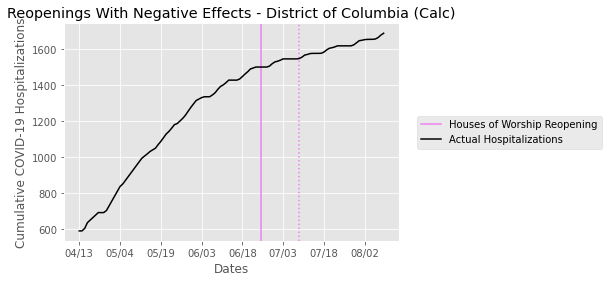 Reopenings With Negative Effects - District of Columbia (Calc)
Cumulative COVID-19 Hospitalizations
1600
1400
1200
1000
800
600
04/13 05/04 05/19 06/03 06/18 07/03 07/18 08/02
Dates
Houses of Worship Reopening
Actual Hospitalizations